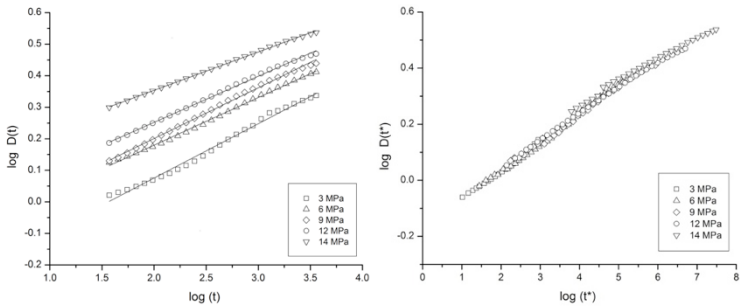 0.6
0.5
0.4
0.3
0.2
0.1
0.0
-0.1
-0.2
log D(t)
1.0
1.5
2.0
2.5
3.0
3.5
4.0
log (t)
3 MPa
6 MPa
9 MPa
12 MPa
14 MPa
0.6
0.4
0.2
0.0
-0.2
log D(t*)
0
1
2
3
4
5
6
7
8
log (t*)
3 MPa
6 MPa
9 MPa
12 MPa
14 MPa